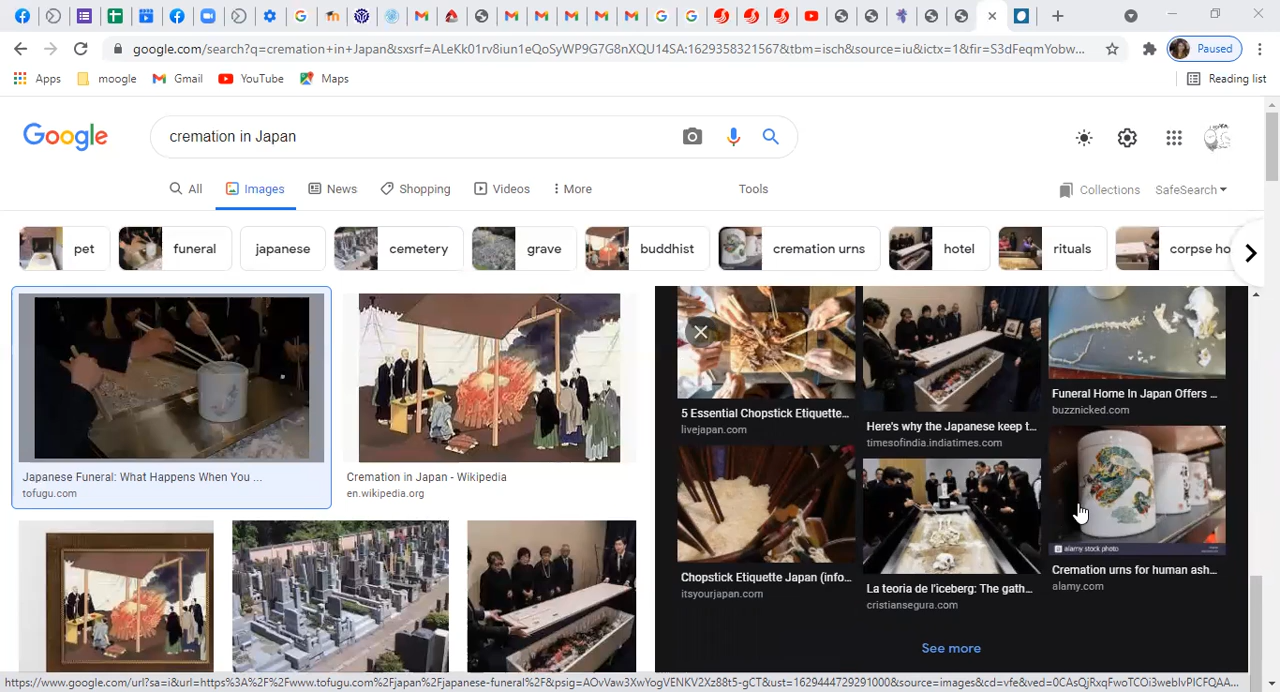 google.com/search?q=cremation+in+Japan&sxsrf=ALeKk01rv8iun1eQoSyWP9G7G8nXQU14SA:1629358321567&tbm=isch&source=iu&ictx=1&fir=S3dFeqmYobw...
Paused
Apps
moogle
Gmail
YouTube
Maps
Reading list
Google
cremation in Japan
All
Images
News
Shopping
Videos
More
Tools
Collections
SafeSearch
pet
funeral
japanese
cemetery
grave
buddhist
cremation urns
hotel
rituals
corpse ho
Japanese Funeral: What Happens When You ...
tofugu.com
Cremation in Japan - Wikipedia
en.wikipedia.org
5 Essential Chopstick Etiquette...
livejapan.com
Here's why the Japanese keep t...
timesofindia.indiatimes.com
Funeral Home In Japan Offers ...
buzznicked.com
Chopstick Etiquette Japan (info...
itsyourjapan.com
La teoria de l'iceberg: The gath...
cristiansegura.com
alamy stock photo
Cremation urns for human ash...
alamy.com
See more
https://www.google.com/url?sa=i&url=https%3A%2F%2Fwww.tofugu.com%2Fjapan%2Fjapanese-funeral%2F&psig=AOvVaw3XwYogVENKV2Xz88t5-gCT&ust=1629444729291000&source=images&cd=vfe&ved=0CAsQjRxqFwoTCOi3weblvPICFQAA...